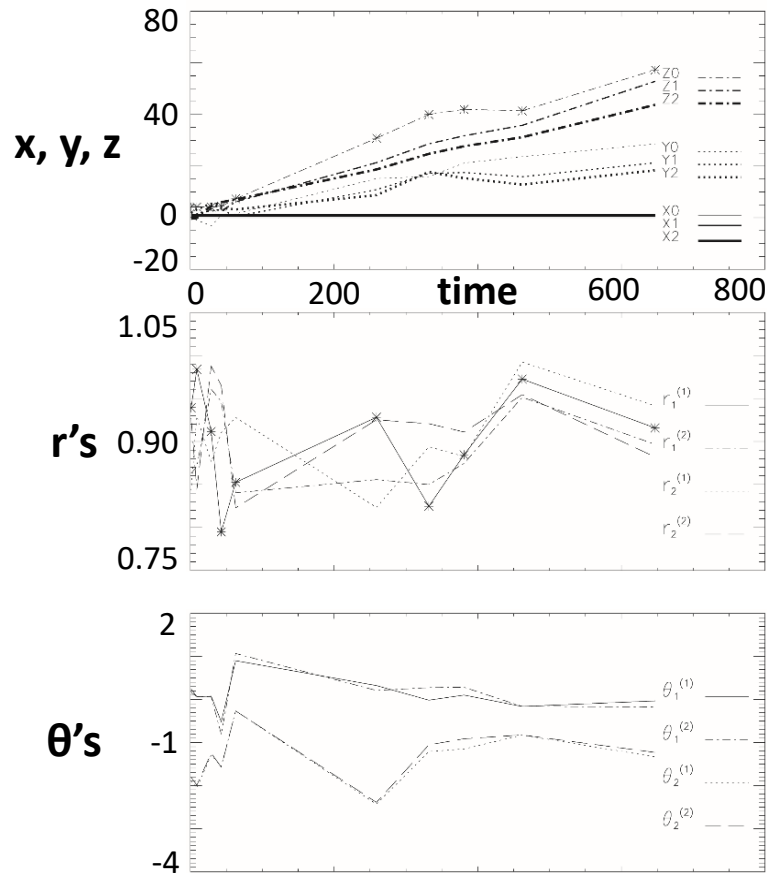 80
40
0
-20
x, y, z
Z0
Z1
Z2
Y0
Y1
Y2
X0
X1
X2
0 200 time 600 800
1.05
0.90
0.75
r's
r₁⁽¹⁾
r₁⁽²⁾
r₂⁽¹⁾
r₂⁽²⁾
2
-1
-4
θ's
θ₁⁽¹⁾
θ₁⁽²⁾
θ₂⁽¹⁾
θ₂⁽²⁾